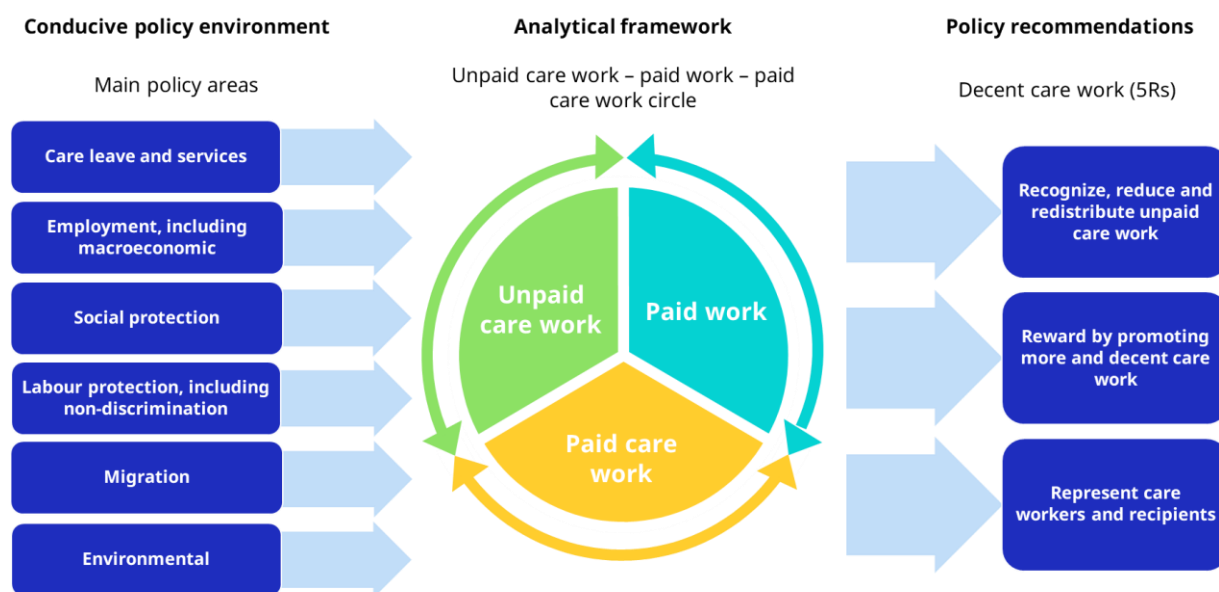 Conducive policy environment
Main policy areas
Care leave and services
Employment, including
macroeconomic
Social protection
Labour protection, including
non-discrimination
Migration
Environmental
Analytical framework
Unpaid care work – paid work – paid
care work circle
Unpaid
care work
Paid work
Paid care
work
Policy recommendations
Decent care work (5Rs)
Recognize, reduce and
redistribute unpaid
care work
Reward by promoting
more and decent care
work
Represent care
workers and recipients